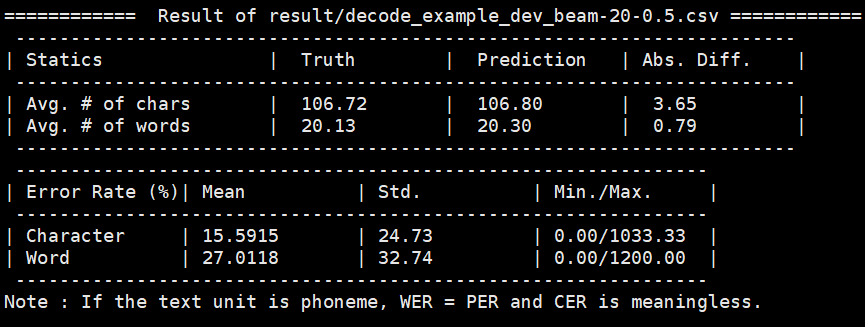 ============  Result of result/decode_example_dev_beam-20-0.5.csv ============
 -----------------------------------------------------------------------
| Statics               |  Truth        |  Prediction   | Abs. Diff.    |
 -----------------------------------------------------------------------
| Avg. # of chars       |  106.72       |  106.80       |  3.65         |
| Avg. # of words       |  20.13        |  20.30        |  0.79         |
 -----------------------------------------------------------------------
 ---------------------------------------------------------------
| Error Rate (%)| Mean          | Std.          | Min./Max.     |
 ---------------------------------------------------------------
| Character     | 15.5915       | 24.73         | 0.00/1033.33  |
| Word          | 27.0118       | 32.74         | 0.00/1200.00  |
 ---------------------------------------------------------------
Note : If the text unit is phoneme, WER = PER and CER is meaningless.